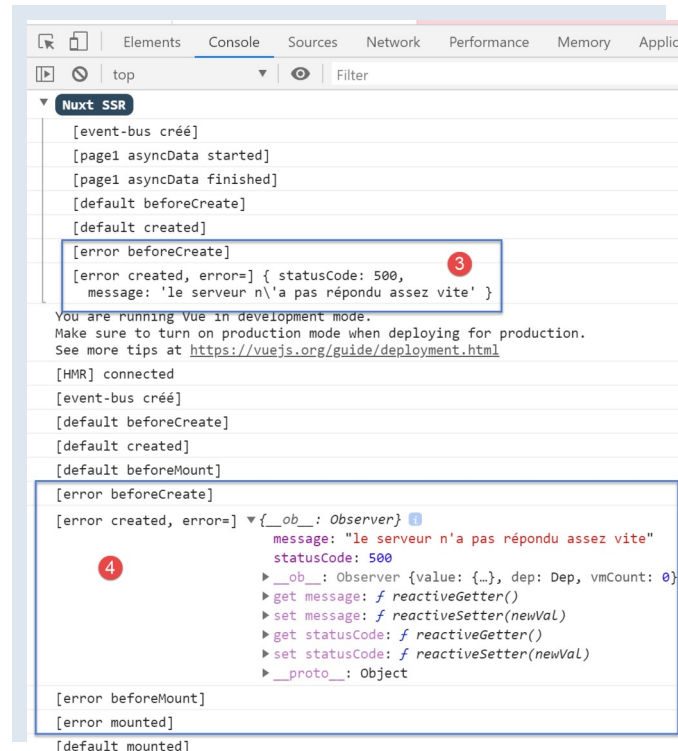 Elements Console Sources Network Performance Memory Applic
top Filter
Nuxt SSR
[event-bus créé]
[page1 asyncData started]
[page1 asyncData finished]
[default beforeCreate]
[default created]
[error beforeCreate]
3
[error created, error=] { statusCode: 500,
message: 'le serveur n\'a pas répondu assez vite' }
You are running Vue in development mode.
Make sure to turn on production mode when deploying for production.
See more tips at https://vuejs.org/guide/deployment.html
[HMR] connected
[event-bus créé]
[default beforeCreate]
[default created]
[default beforeMount]
[error beforeCreate]
[error created, error=] ▼{__ob__: Observer} i
message: "le serveur n'a pas répondu assez vite"
statusCode: 500
4
▶__ob__: Observer {value: {…}, dep: Dep, vmCount: 0}
▶get message: ƒ reactiveGetter()
▶set message: ƒ reactiveSetter(newVal)
▶get statusCode: ƒ reactiveGetter()
▶set statusCode: ƒ reactiveSetter(newVal)
▶__proto__: Object
[error beforeMount]
[error mounted]
[default mounted]